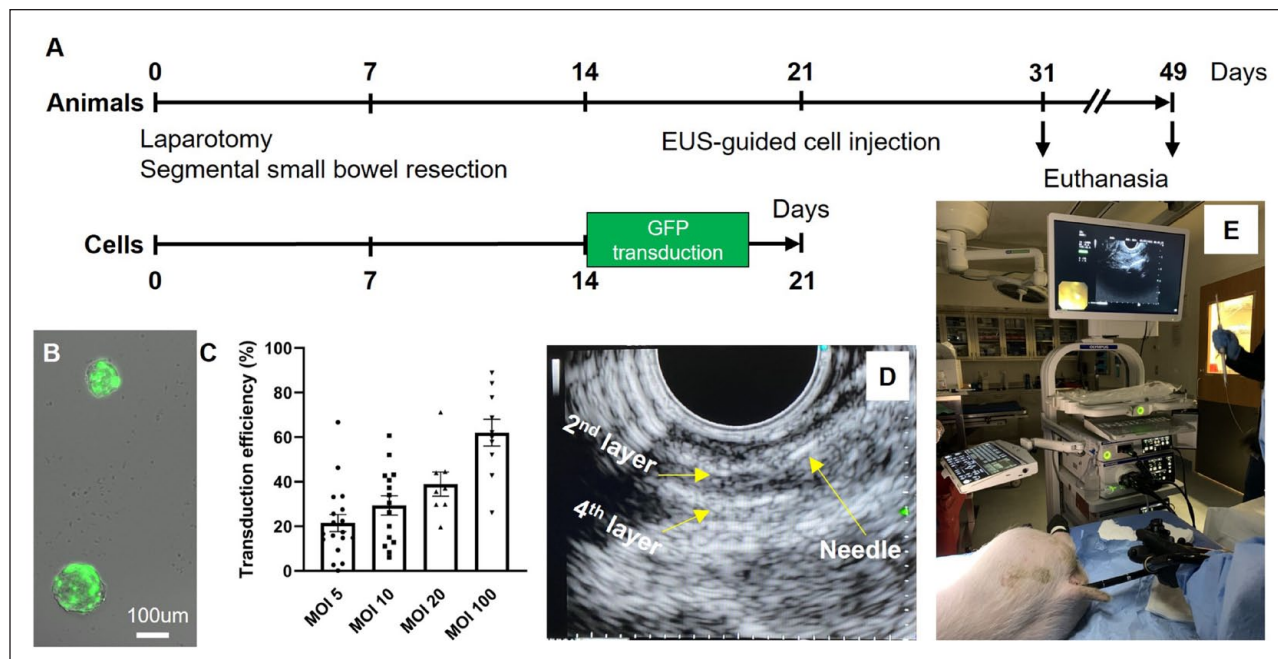 A
0 7 14 21 31 49 Days
Animals
Laparotomy
Segmental small bowel resection
EUS-guided cell injection
Euthanasia
Days
Cells
GFP
transduction
0 7 14 21
B
100um
C
Transduction efficiency (%)
100
80
60
40
20
0
MOI 5
MOI 10
MOI 20
MOI 100
D
2nd layer
4th layer
Needle
E
OLYMPUS